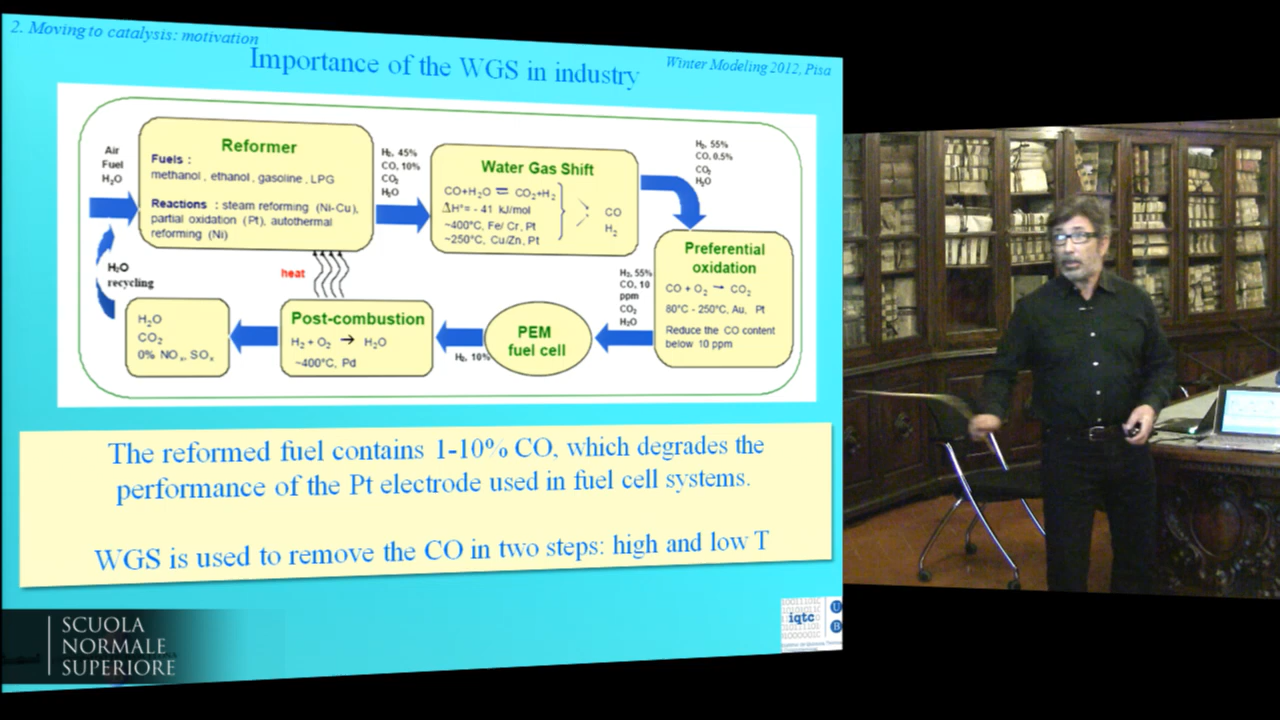 2. Moving to catalysis: motivation
Winter Modeling 2012, Pisa
Importance of the WGS in industry
Air
Fuel
H₂O
Reformer
Fuels :
methanol , ethanol , gasoline , LPG
Reactions : steam reforming (Ni-Cu),
partial oxidation (Pt), autothermal
reforming (Ni)
H₂, 45%
CO, 10%
CO₂
H₂O
Water Gas Shift
CO+H₂O = CO₂+H₂
ΔH°= - 41 kJ/mol
~400°C, Fe/ Cr, Pt
~250°C, Cu/Zn, Pt
CO
H₂
H₂, 55%
CO, 0.5%
CO₂
H₂O
Preferential
oxidation
CO + O₂ → CO₂
80°C - 250°C, Au, Pt
Reduce the CO content
below 10 ppm
H₂, 55%
CO, 10
ppm
CO₂
H₂O
PEM
fuel cell
H₂, 10%
Post-combustion
H₂ + O₂ → H₂O
~400°C, Pd
heat
H₂O
CO₂
0% NOₓ, SOₓ
H₂O
recycling
The reformed fuel contains 1-10% CO, which degrades the
performance of the Pt electrode used in fuel cell systems.
WGS is used to remove the CO in two steps: high and low T
SCUOLA
NORMALE
SUPERIORE
iqtc
U
B